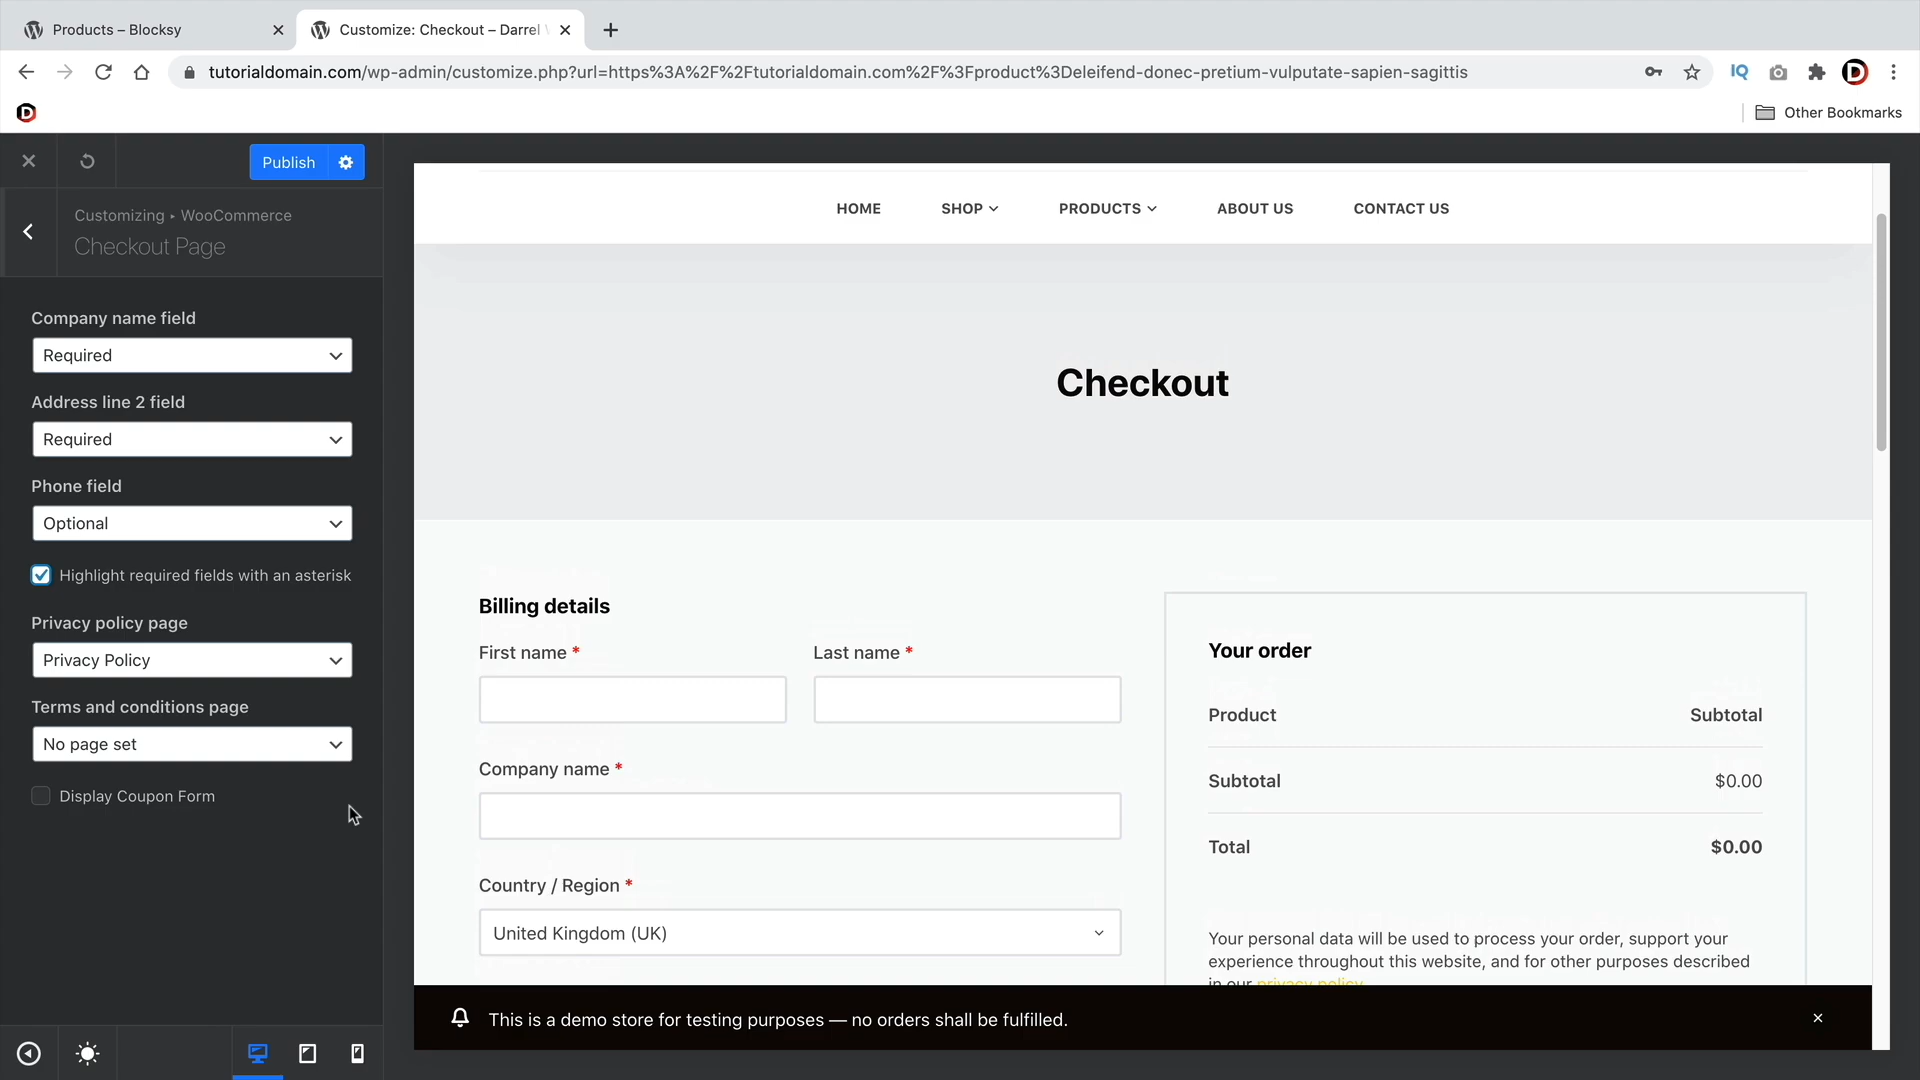 Products – Blocksy
Customize: Checkout – Darrel
tutorialdomain.com/wp-admin/customize.php?url=https%3A%2F%2Ftutorialdomain.com%2F%3Fproduct%3Deleifend-donec-pretium-vulputate-sapien-sagittis
IQ
D
D
Other Bookmarks
Publish
Customizing ▸ WooCommerce
Checkout Page
Company name field
Required
Address line 2 field
Required
Phone field
Optional
Highlight required fields with an asterisk
Privacy policy page
Privacy Policy
Terms and conditions page
No page set
Display Coupon Form
HOME
SHOP
PRODUCTS
ABOUT US
CONTACT US
Checkout
Billing details
First name *
Last name *
Company name *
Country / Region *
United Kingdom (UK)
Your order
Product Subtotal
Subtotal $0.00
Total $0.00
Your personal data will be used to process your order, support your
experience throughout this website, and for other purposes described
in our privacy policy.
This is a demo store for testing purposes — no orders shall be fulfilled.